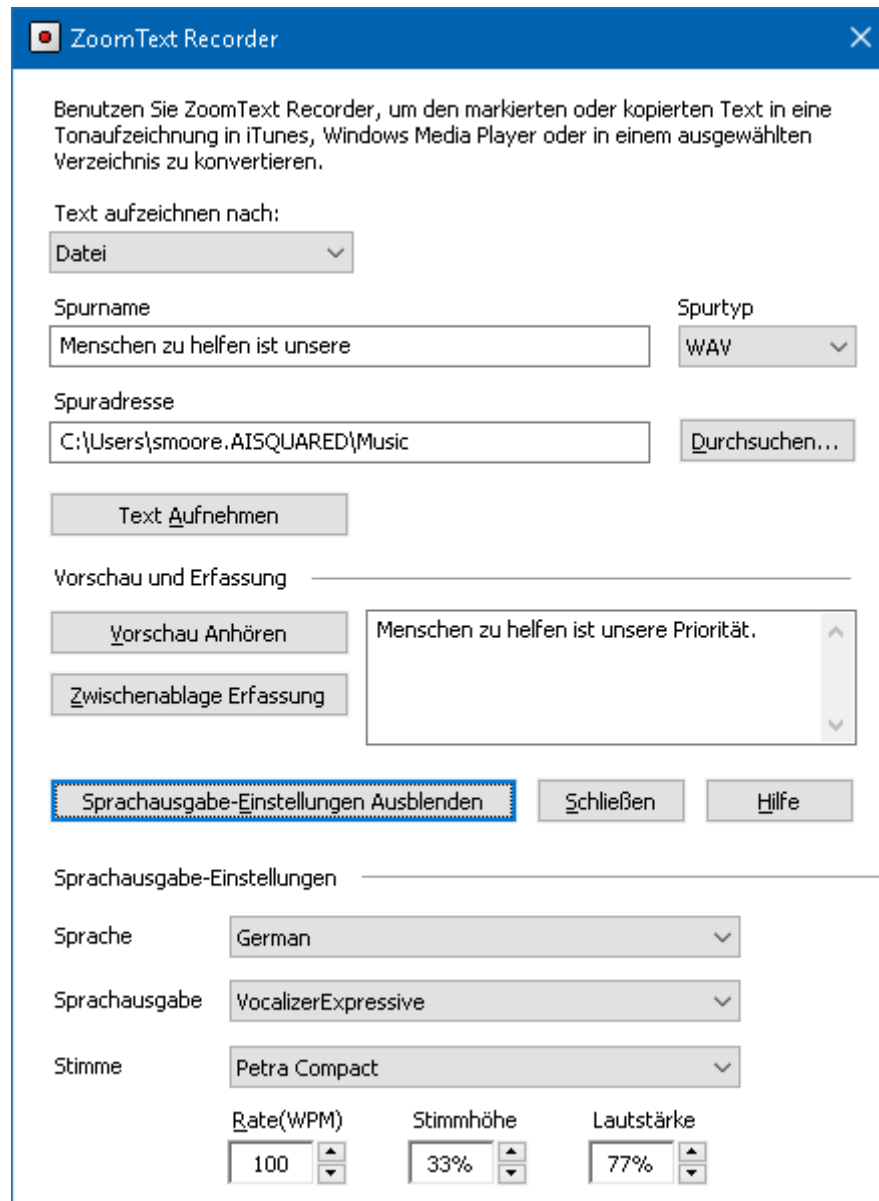 ZoomText Recorder
Benutzen Sie ZoomText Recorder, um den markierten oder kopierten Text in eine
Tonaufzeichnung in iTunes, Windows Media Player oder in einem ausgewählten
Verzeichnis zu konvertieren.
Text aufzeichnen nach:
Datei
Spurname Spurtyp
Menschen zu helfen ist unsere WAV
Spuradresse
C:\Users\smoore.AISQUARED\Music Durchsuchen...
Text Aufnehmen
Vorschau und Erfassung
Vorschau Anhören Menschen zu helfen ist unsere Priorität.
Zwischenablage Erfassung
Sprachausgabe-Einstellungen Ausblenden Schließen Hilfe
Sprachausgabe-Einstellungen
Sprache German
Sprachausgabe VocalizerExpressive
Stimme Petra Compact
Rate(WPM) Stimmhöhe Lautstärke
100 33% 77%